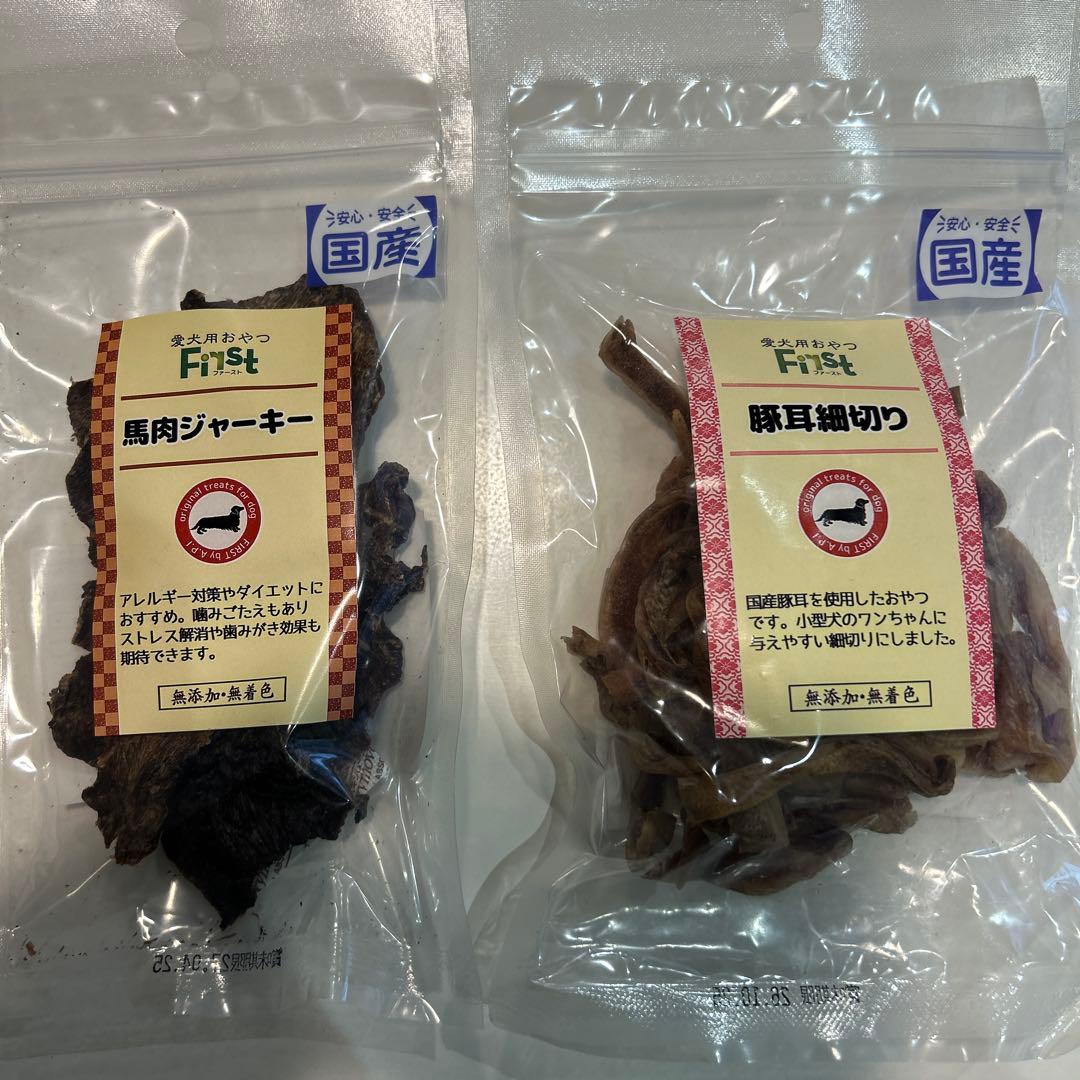 安心・安全
国産
愛犬用おやつ
First
ファースト
馬肉ジャーキー
original treats for dog
FIRST by A.P.I
アレルギー対策やダイエットに
おすすめ。噛みごたえもあり
ストレス解消や歯みがき効果も
期待できます。
無添加・無着色
安心・安全
国産
愛犬用おやつ
First
ファースト
豚耳細切り
original treats for dog
FIRST by A.P.I
国産豚耳を使用したおやつ
です。小型犬のワンちゃんに
与えやすい細切りにしました。
無添加・無着色
賞味期限 26.10.